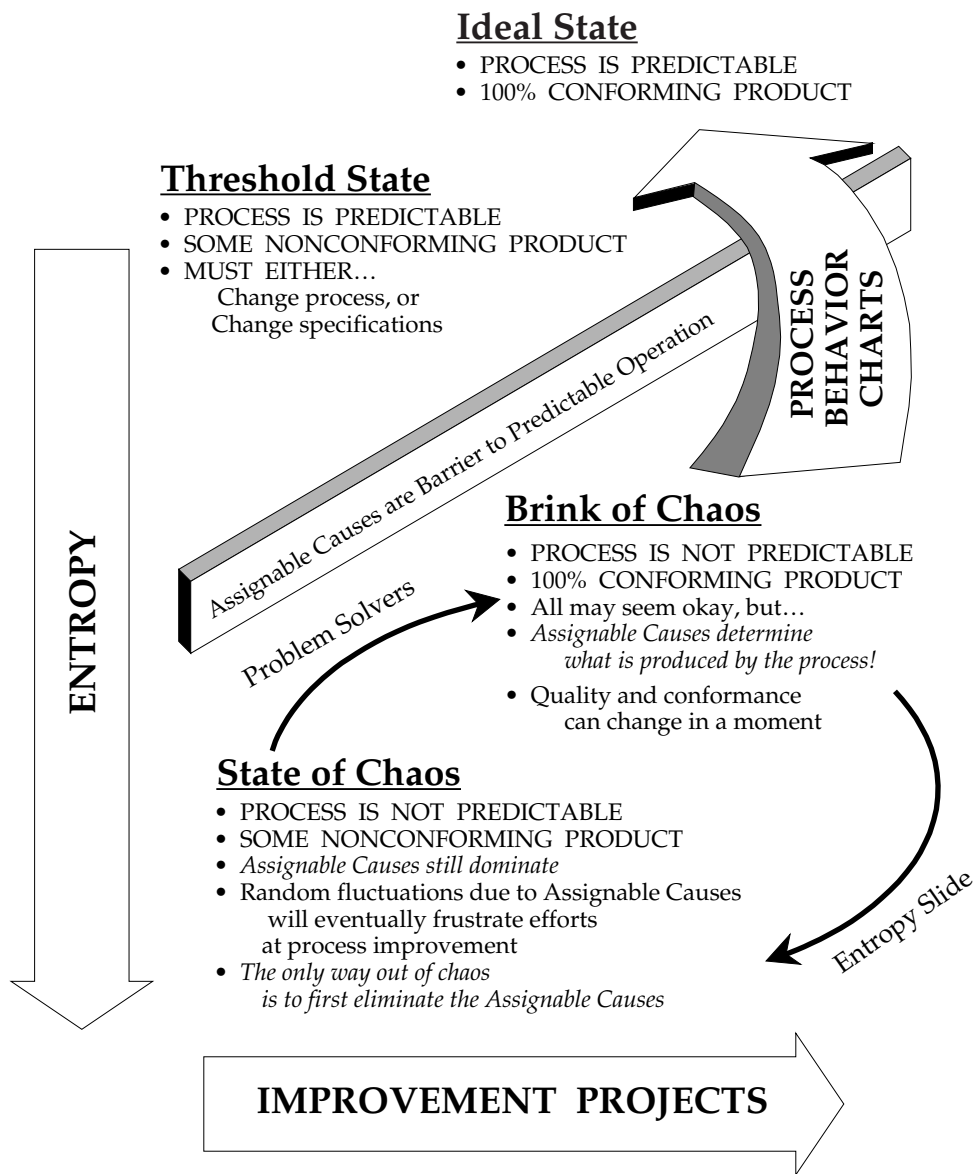 Ideal State
• PROCESS IS PREDICTABLE
• 100% CONFORMING PRODUCT
Threshold State
• PROCESS IS PREDICTABLE
• SOME NONCONFORMING PRODUCT
• MUST EITHER…
Change process, or
Change specifications
PROCESS
BEHAVIOR
CHARTS
Assignable Causes are Barrier to Predictable Operation
ENTROPY
Brink of Chaos
• PROCESS IS NOT PREDICTABLE
• 100% CONFORMING PRODUCT
• All may seem okay, but…
• Assignable Causes determine
what is produced by the process!
• Quality and conformance
can change in a moment
Problem Solvers
State of Chaos
• PROCESS IS NOT PREDICTABLE
• SOME NONCONFORMING PRODUCT
• Assignable Causes still dominate
• Random fluctuations due to Assignable Causes
will eventually frustrate efforts
at process improvement
• The only way out of chaos
is to first eliminate the Assignable Causes
Entropy Slide
IMPROVEMENT PROJECTS